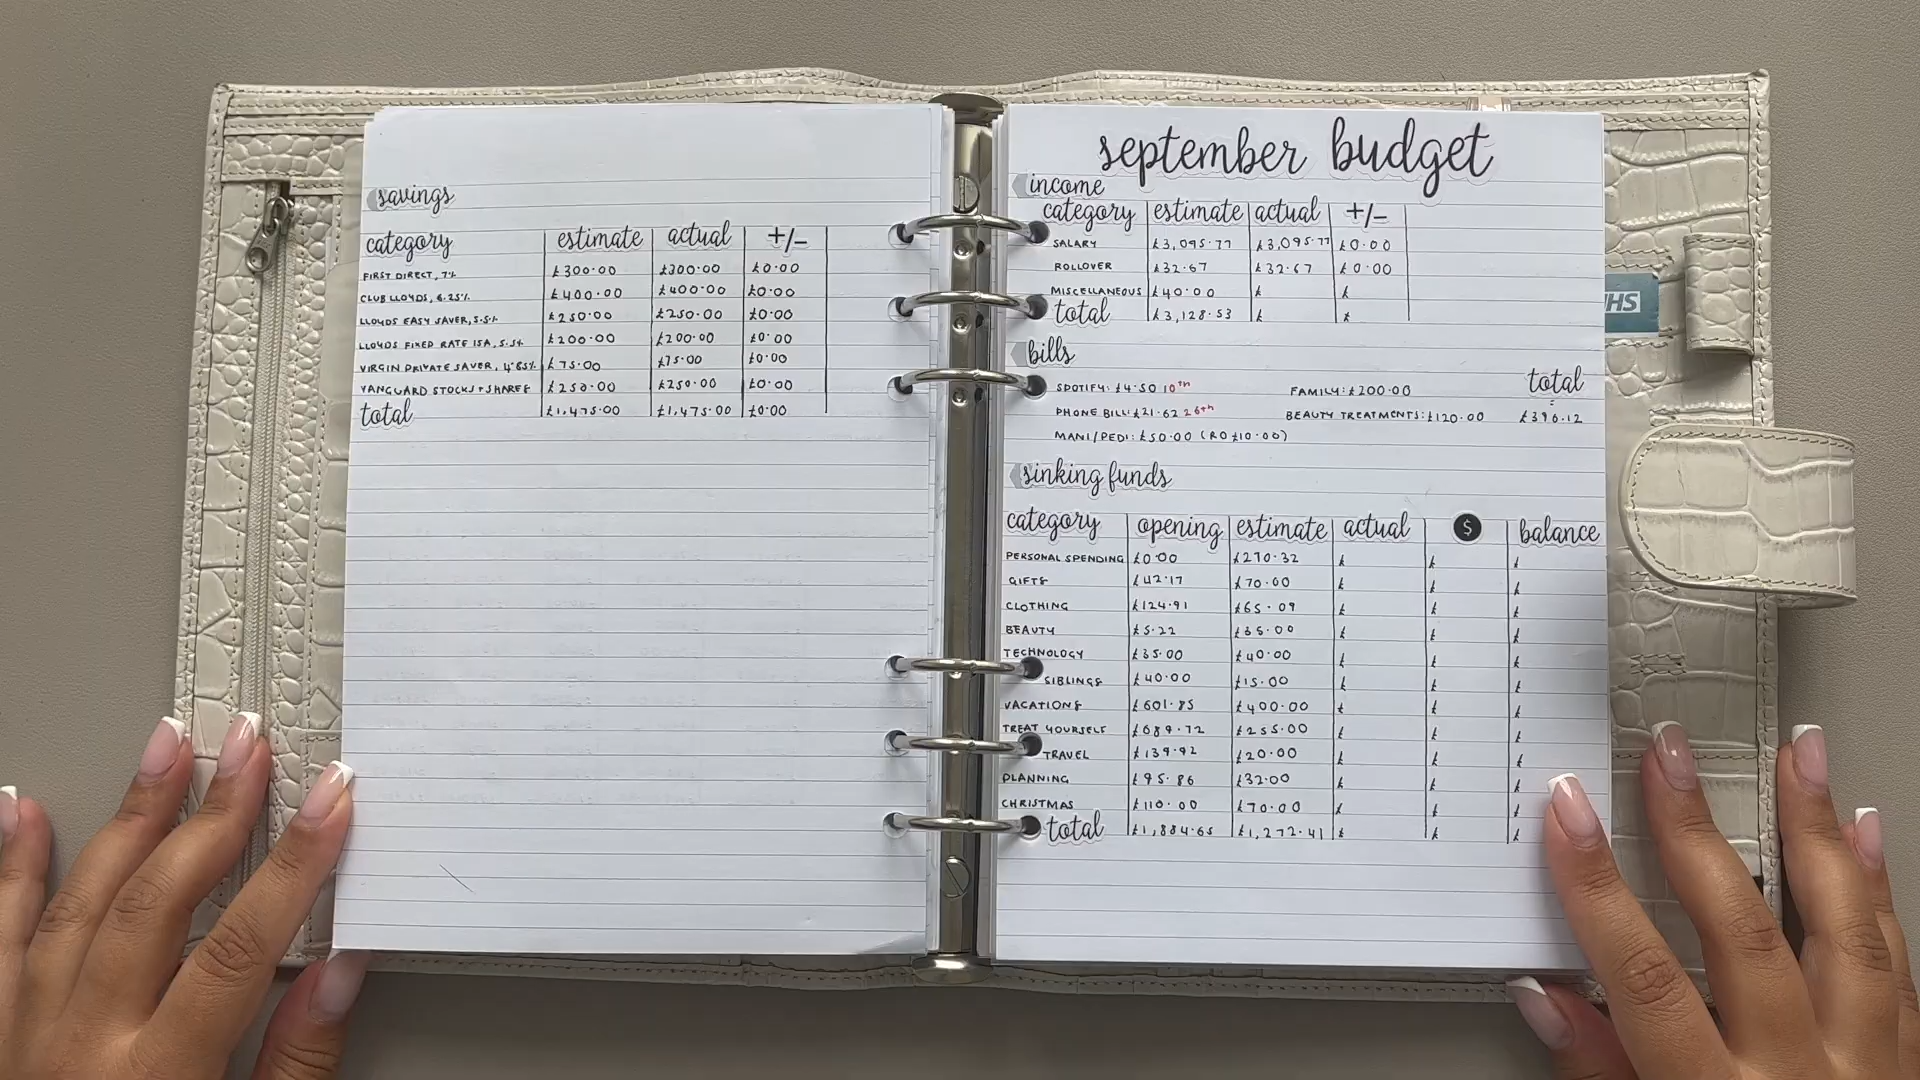 savings
category estimate actual +/-
FIRST DIRECT, 7% £300.00 £300.00 £0.00
CLUB LLOYDS, 6.25% £400.00 £400.00 £0.00
LLOYDS EASY SAVER, 5.5% £250.00 £250.00 £0.00
LLOYDS FIXED RATE ISA, 5.5% £200.00 £200.00 £0.00
VIRGIN PRIVATE SAVER, 4.85% £75.00 £75.00 £0.00
VANGUARD STOCKS + SHARES £250.00 £250.00 £0.00
total £1,475.00 £1,475.00 £0.00
september budget
income
category estimate actual +/-
SALARY £3,095.77 £3,095.77 £0.00
ROLLOVER £32.67 £32.67 £0.00
MISCELLANEOUS £40.00 £ £
total £3,128.53 £ £
bills
SPOTIFY: £4.50 10th FAMILY: £200.00 total
PHONE BILL: £21.62 26th BEAUTY TREATMENTS: £120.00 £396.12
MANI/PEDI: £50.00 (RO £10.00)
sinking funds
category opening estimate actual $ balance
PERSONAL SPENDING £0.00 £270.32 £ £ £
GIFTS £42.17 £70.00 £ £ £
CLOTHING £124.91 £65.09 £ £ £
BEAUTY £5.22 £35.00 £ £ £
TECHNOLOGY £35.00 £40.00 £ £ £
SIBLINGS £40.00 £15.00 £ £ £
VACATIONS £601.85 £400.00 £ £ £
TREAT YOURSELF £689.72 £255.00 £ £ £
TRAVEL £139.92 £20.00 £ £ £
PLANNING £95.86 £32.00 £ £ £
CHRISTMAS £110.00 £70.00 £ £ £
total £1,884.65 £1,272.41 £ £ £
NHS